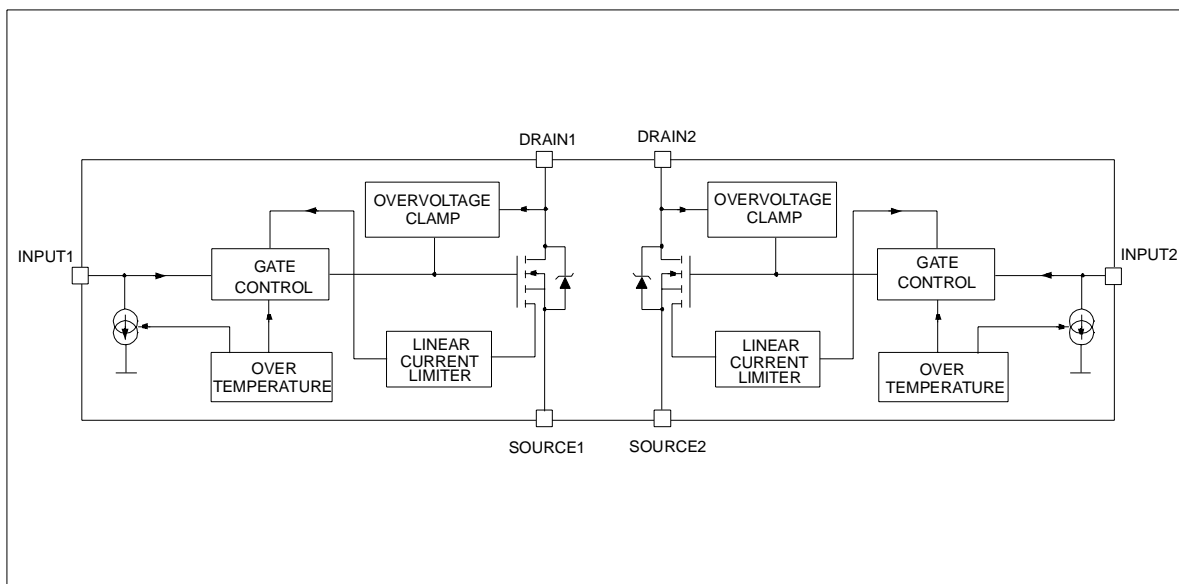 DRAIN1
DRAIN2
OVERVOLTAGE
CLAMP
OVERVOLTAGE
CLAMP
INPUT1
GATE
CONTROL
GATE
CONTROL
INPUT2
OVER
TEMPERATURE
LINEAR
CURRENT
LIMITER
LINEAR
CURRENT
LIMITER
OVER
TEMPERATURE
SOURCE1
SOURCE2